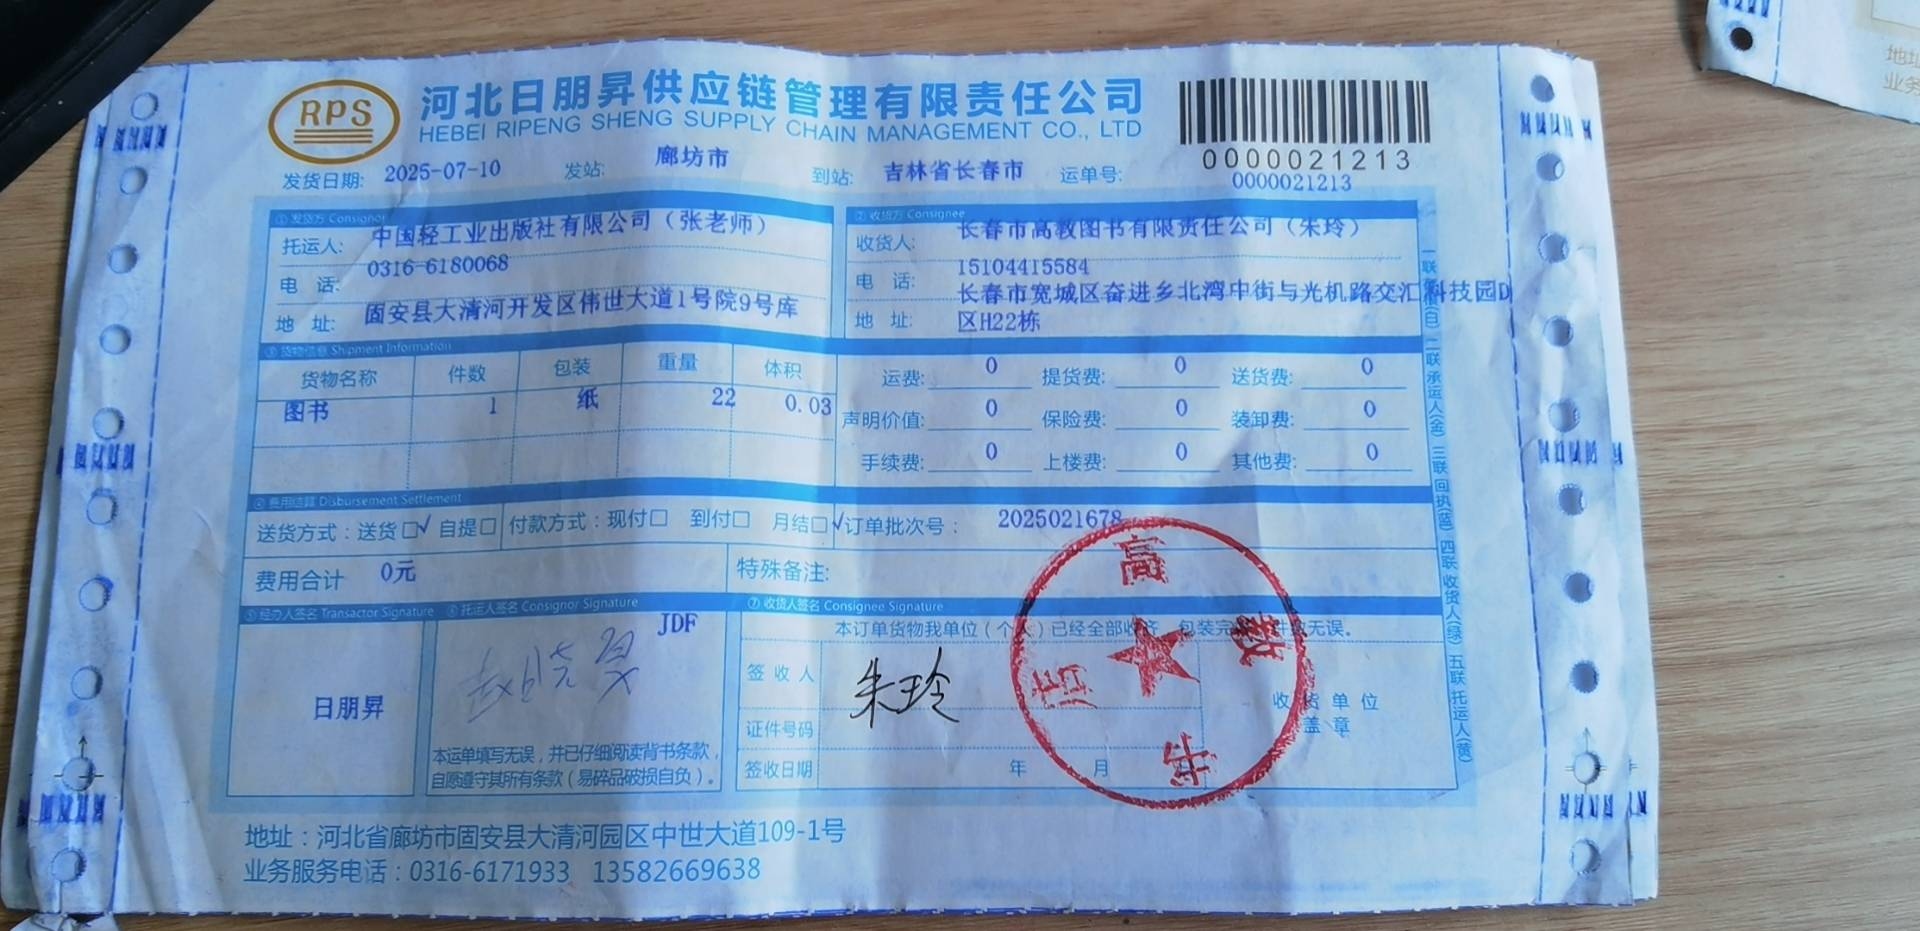 RPS
河北日朋昇供应链管理有限责任公司
HEBEI RIPENG SHENG SUPPLY CHAIN MANAGEMENT CO., LTD
0000021213
发货日期: 2025-07-10 发站: 廊坊市 到站: 吉林省长春市 运单号: 0000021213
① 发货方 Consignor ② 收货方 Consignee
托运人: 中国轻工业出版社有限公司（张老师） 收货人: 长春市高教图书有限责任公司（朱玲）
电 话: 0316-6180068 电 话: 15104415584
地 址: 固安县大清河开发区伟世大道1号院9号库 地 址: 长春市宽城区奋进乡北湾中街与光机路交汇科技园D
区H22栋
③ 货物信息 Shipment Information
货物名称 件数 包装 重量 体积 运费: 0 提货费: 0 送货费: 0
图书 1 纸 22 0.03 声明价值: 0 保险费: 0 装卸费: 0
手续费: 0 上楼费: 0 其他费: 0
④ 费用结算 Disbursement Settlement
送货方式：送货□√ 自提□ 付款方式：现付□ 到付□ 月结□√ 订单批次号： 2025021678
费用合计 0元 特殊备注:
⑤ 经办人签名 Transactor Signature ⑥ 托运人签名 Consignor Signature ⑦ 收货人签名 Consignee Signature
JDF
本订单货物我单位（个人）已经全部收 包装完 件数无误。
日朋昇
签 收 人 朱玲
收 货 单 位
盖 章
证件号码
签收日期 年 月
本运单填写无误，并已仔细阅读背书条款，
自愿遵守其所有条款（易碎品破损自负）。
高教书店
二联承运人(金) 三联回执(蓝) 四联收货人(绿) 五联托运人(黄)
地址：河北省廊坊市固安县大清河园区中世大道109-1号
业务服务电话：0316-6171933 13582669638